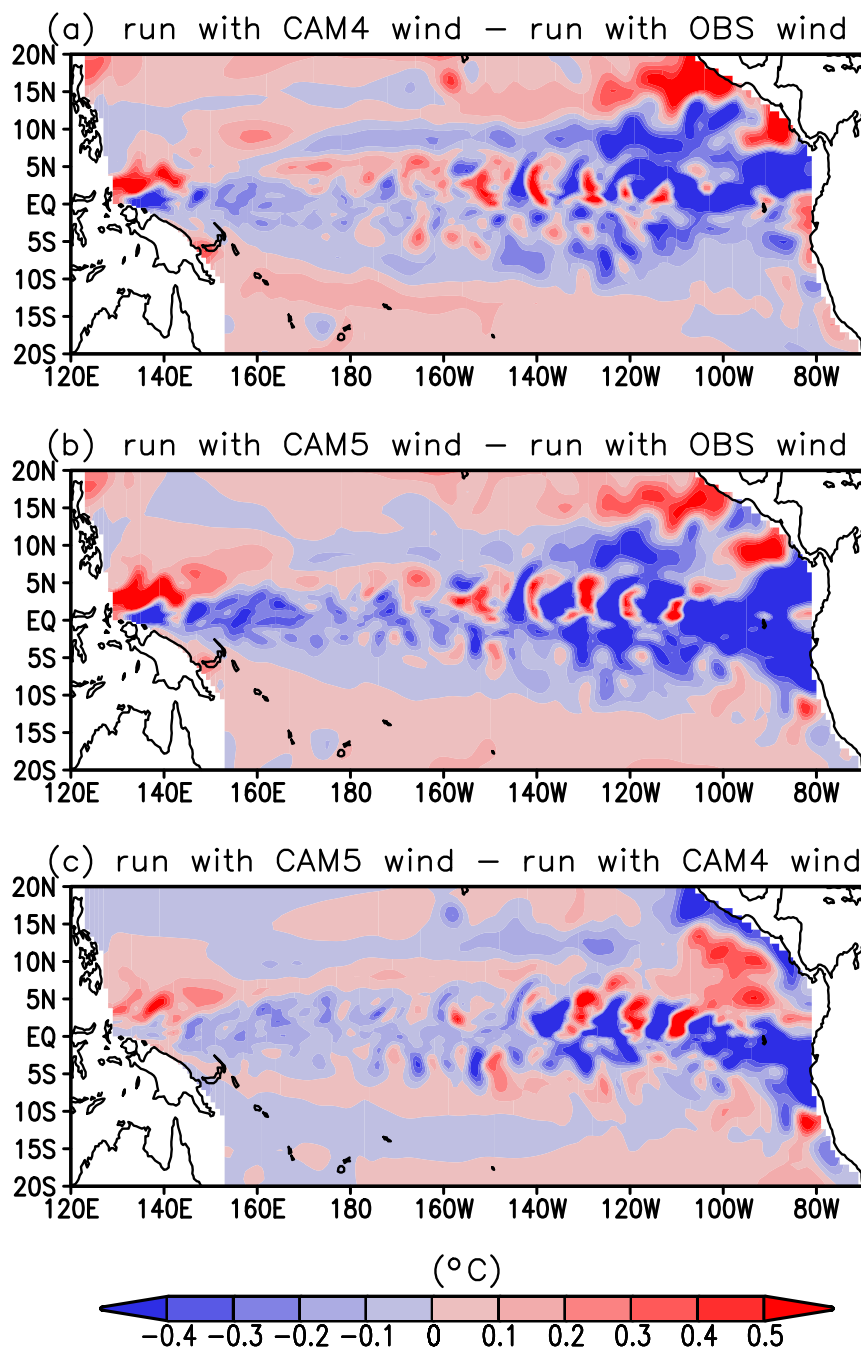 (a) run with CAM4 wind – run with OBS wind
20N
15N
10N
5N
EQ
5S
10S
15S
20S
120E 140E 160E 180 160W 140W 120W 100W 80W
(b) run with CAM5 wind – run with OBS wind
20N
15N
10N
5N
EQ
5S
10S
15S
20S
120E 140E 160E 180 160W 140W 120W 100W 80W
(c) run with CAM5 wind – run with CAM4 wind
20N
15N
10N
5N
EQ
5S
10S
15S
20S
120E 140E 160E 180 160W 140W 120W 100W 80W
(°C)
−0.4 −0.3 −0.2 −0.1 0 0.1 0.2 0.3 0.4 0.5